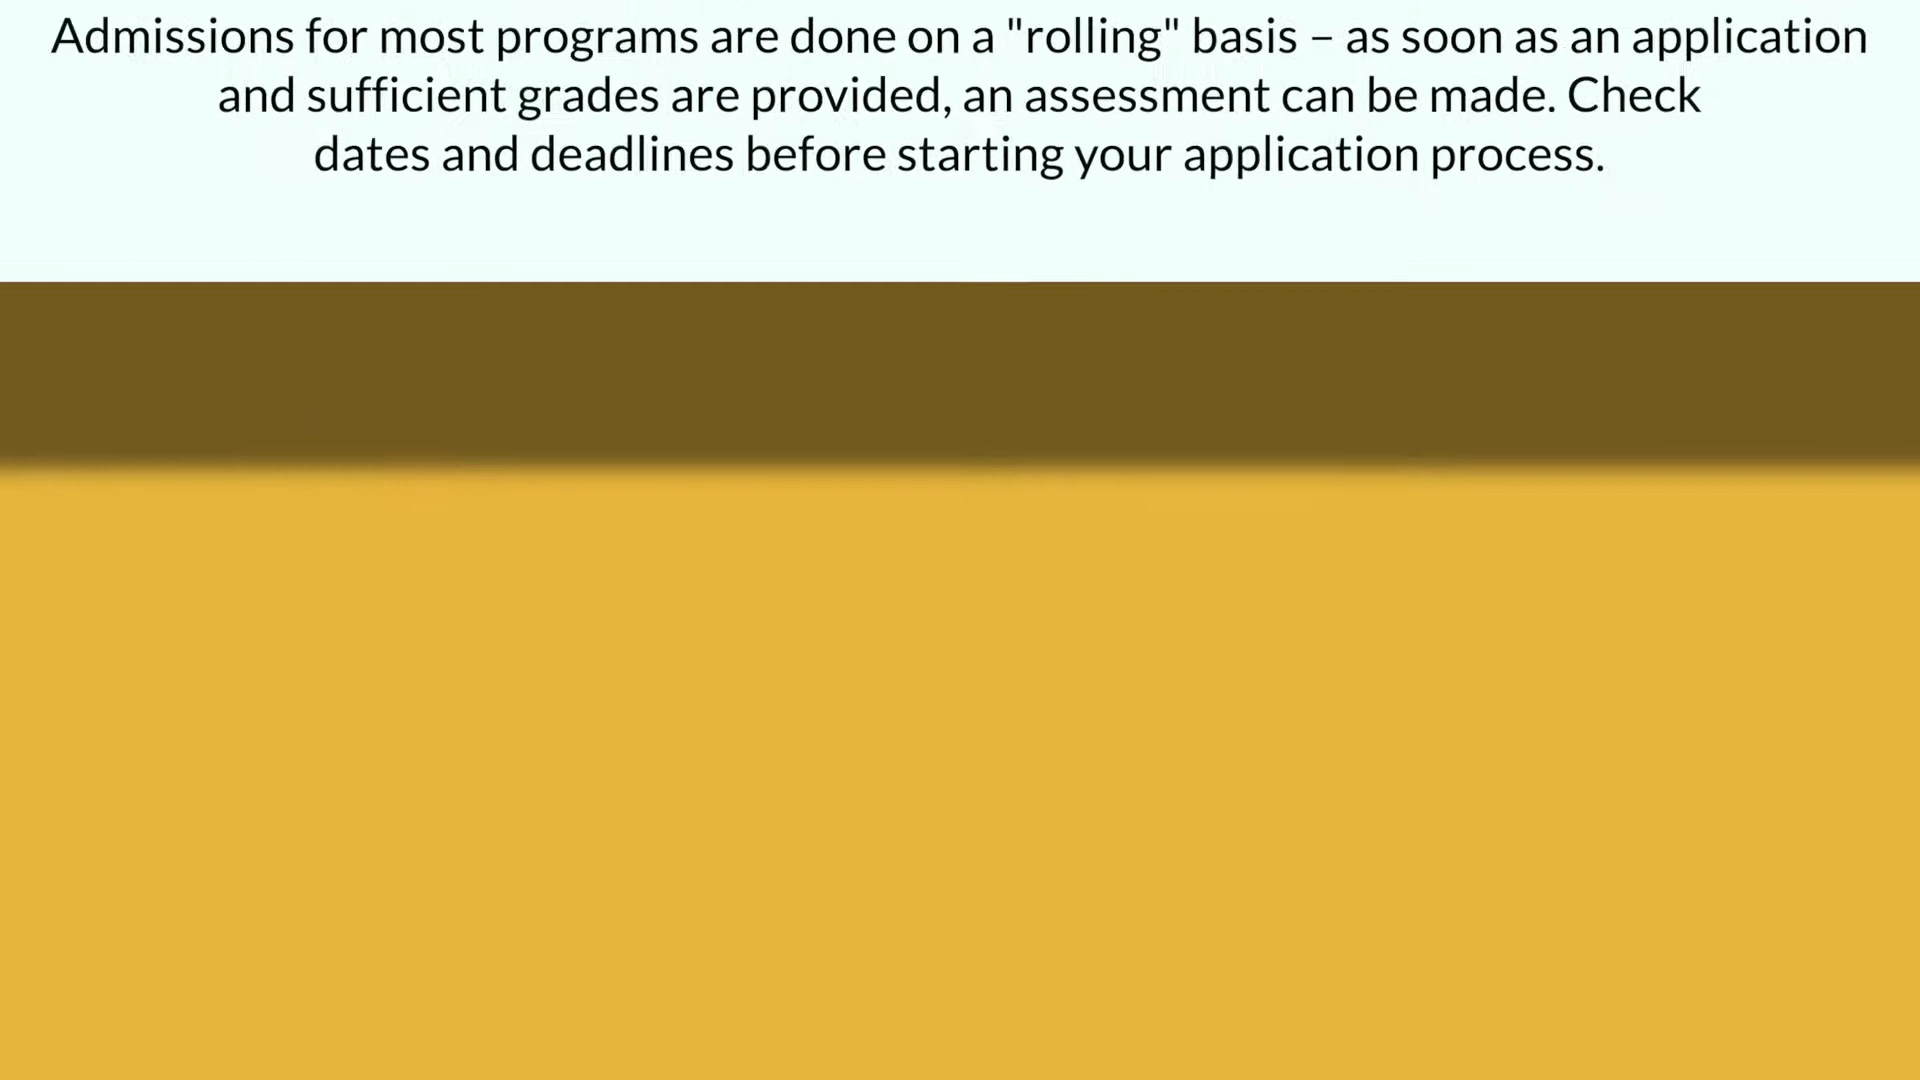 Admissions for most programs are done on a "rolling" basis – as soon as an application
and sufficient grades are provided, an assessment can be made. Check
dates and deadlines before starting your application process.